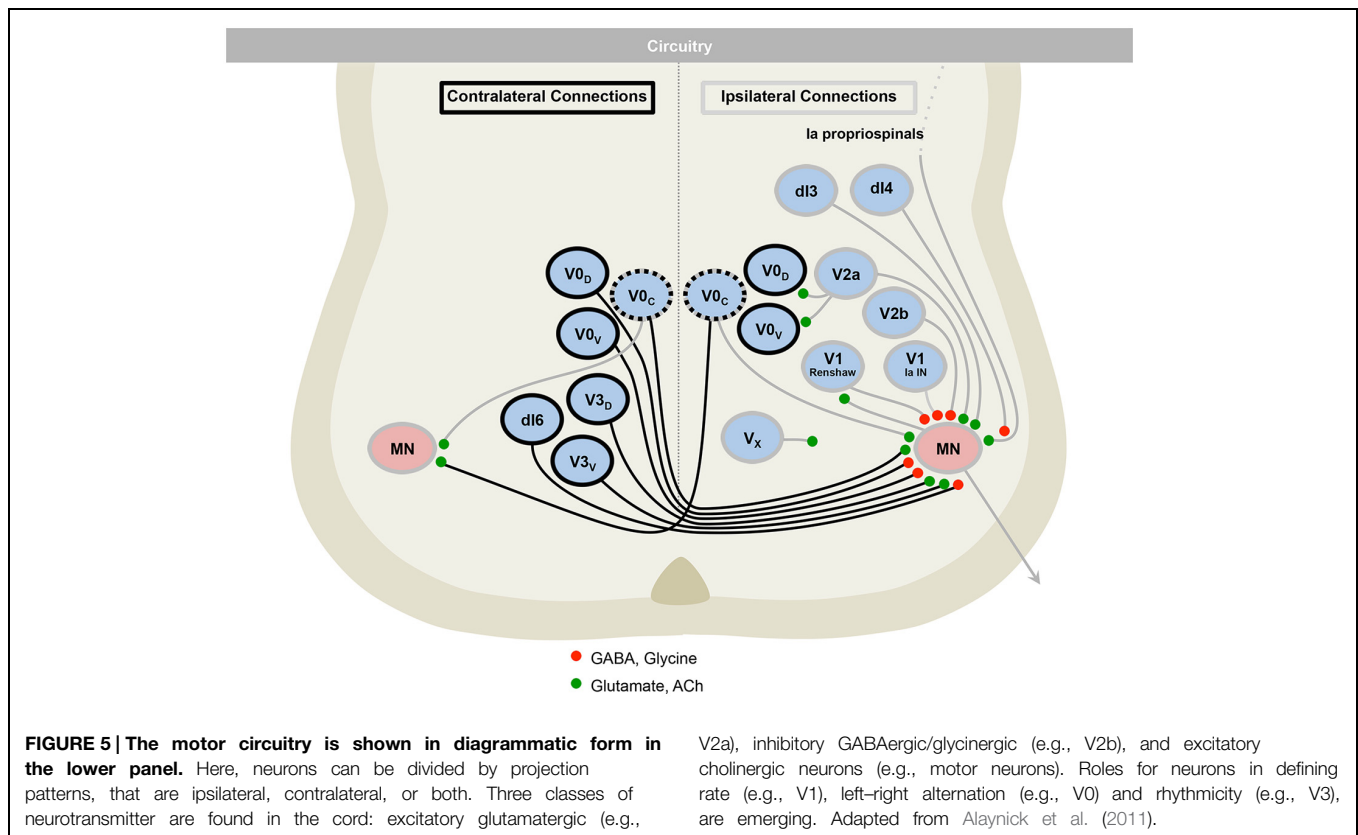 Circuitry
Contralateral Connections
Ipsilateral Connections
Ia propriospinals
dI3
dI4
V0D
V0C
V0C
V0D
V2a
V0V
V0V
V2b
V1
Renshaw
V1
Ia IN
V3D
dI6
V3V
VX
MN
MN
GABA, Glycine
Glutamate, ACh
FIGURE 5 | The motor circuitry is shown in diagrammatic form in
the lower panel. Here, neurons can be divided by projection
patterns, that are ipsilateral, contralateral, or both. Three classes of
neurotransmitter are found in the cord: excitatory glutamatergic (e.g.,
V2a), inhibitory GABAergic/glycinergic (e.g., V2b), and excitatory
cholinergic neurons (e.g., motor neurons). Roles for neurons in defining
rate (e.g., V1), left–right alternation (e.g., V0) and rhythmicity (e.g., V3),
are emerging. Adapted from Alaynick et al. (2011).